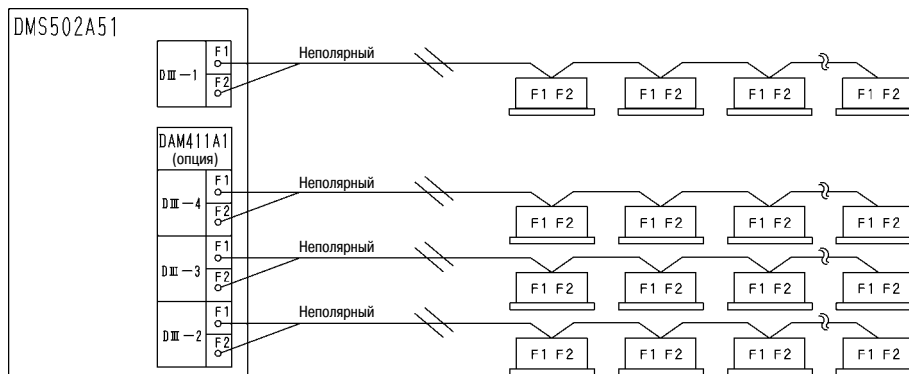 DMS502A51
DⅢ-1
F1
F2
Неполярный
F1 F2
F1 F2
F1 F2
F1 F2
DAM411A1
(опция)
DⅢ-4
F1
F2
Неполярный
F1 F2
F1 F2
F1 F2
F1 F2
DⅢ-3
F1
F2
Неполярный
F1 F2
F1 F2
F1 F2
F1 F2
DⅢ-2
F1
F2
Неполярный
F1 F2
F1 F2
F1 F2
F1 F2